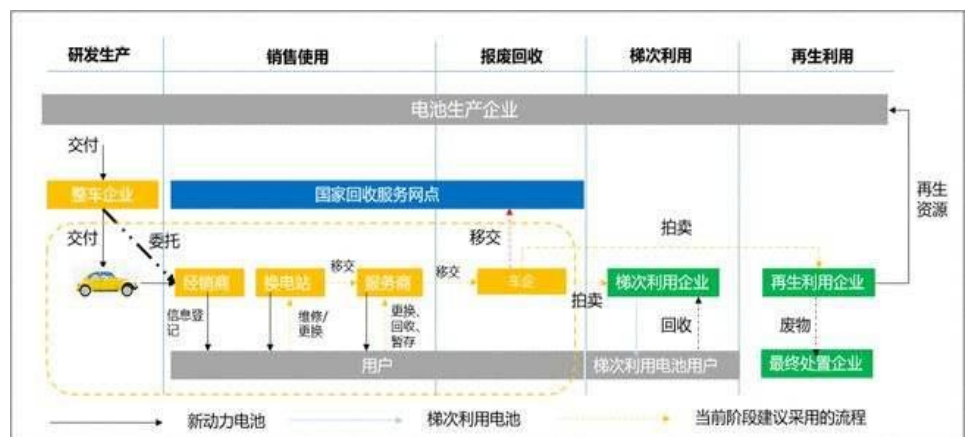 研发生产
销售使用
报废回收
梯次利用
再生利用
电池生产企业
交付
整车企业
国家回收服务网点
再生
资源
交付
委托
移交
拍卖
经销商
换电站
移交
服务商
移交
车企
拍卖
梯次利用企业
再生利用企业
信息登
记
维修/
更换
更换、
回收、
暂存
回收
废物
用户
梯次利用电池用户
最终处置企业
新动力电池
梯次利用电池
当前阶段建议采用的流程